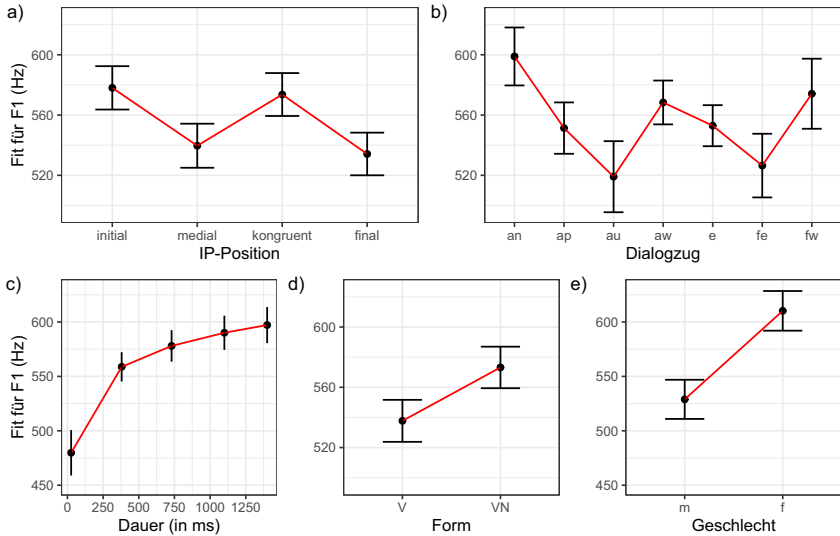 a)
Fit für F1 (Hz)
600
560
520
initial medial kongruent final
IP-Position
b)
600
560
520
an ap au aw e fe fw
Dialogzug
c)
Fit für F1 (Hz)
600
550
500
450
0 250 500 750 1000 1250
Dauer (in ms)
d)
600
560
520
V VN
Form
e)
600
550
500
450
m f
Geschlecht